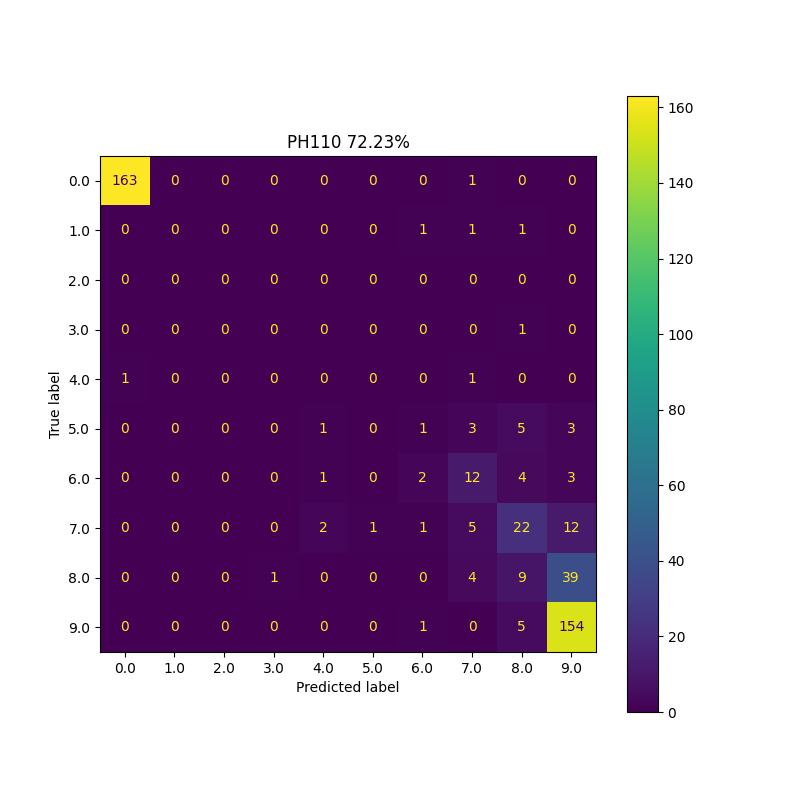 PH110 72.23%
0.0 163 0 0 0 0 0 0 1 0 0
1.0 0 0 0 0 0 0 1 1 1 0
2.0 0 0 0 0 0 0 0 0 0 0
3.0 0 0 0 0 0 0 0 0 1 0
4.0 1 0 0 0 0 0 0 1 0 0
5.0 0 0 0 0 1 0 1 3 5 3
6.0 0 0 0 0 1 0 2 12 4 3
7.0 0 0 0 0 2 1 1 5 22 12
8.0 0 0 0 1 0 0 0 4 9 39
9.0 0 0 0 0 0 0 1 0 5 154
0.0 1.0 2.0 3.0 4.0 5.0 6.0 7.0 8.0 9.0
Predicted label
True label
160
140
120
100
80
60
40
20
0